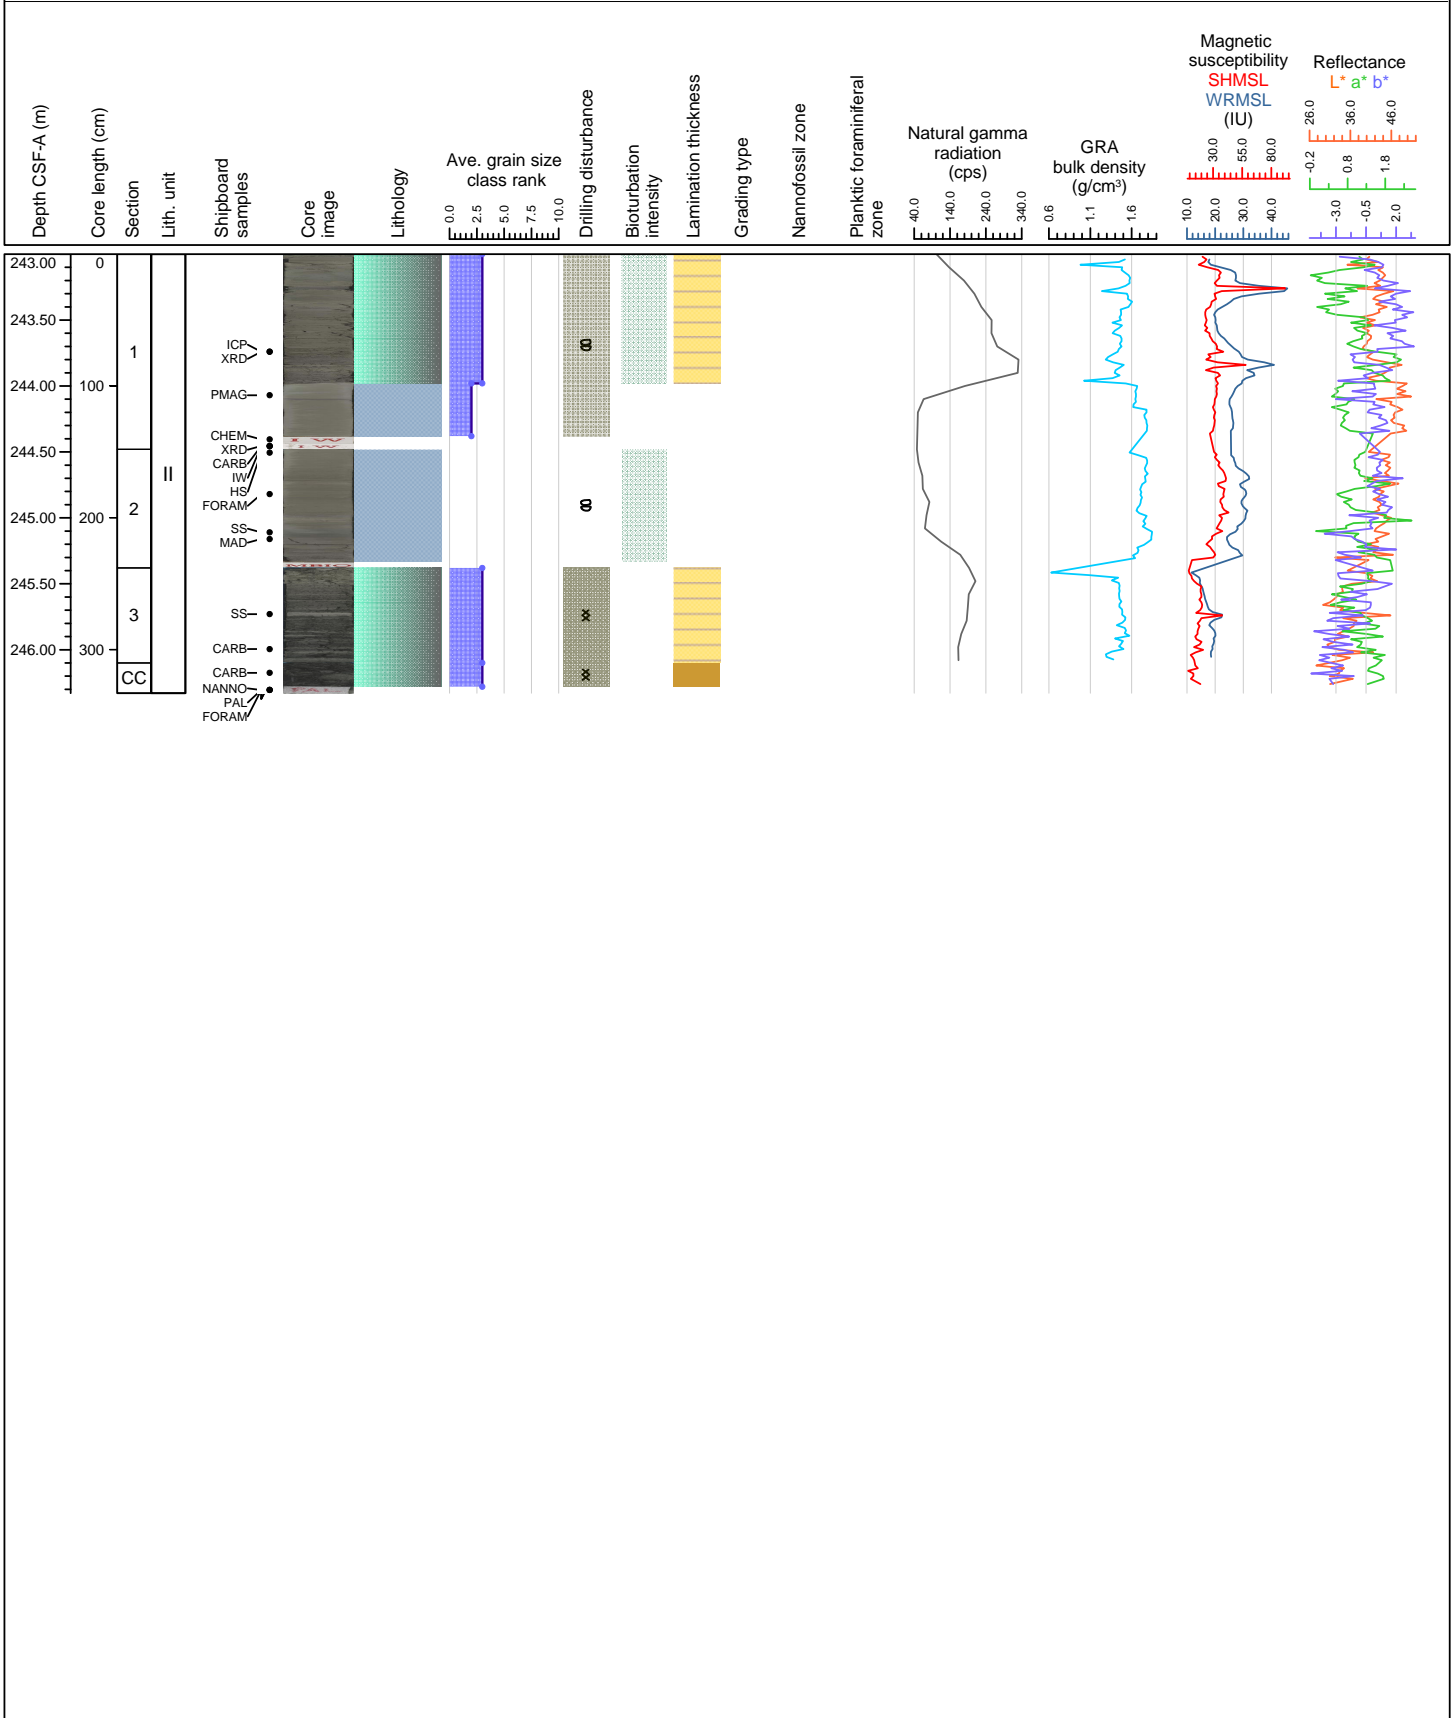 Depth CSF-A (m)
Core length (cm)
Section
Lith. unit
Shipboard
samples
Core
image
Lithology
Ave. grain size
class rank
0.0
2.5
5.0
7.5
10.0
Drilling disturbance
Bioturbation
intensity
Lamination thickness
Grading type
Nannofossil zone
Planktic foraminiferal
zone
Natural gamma
radiation
(cps)
40.0
140.0
240.0
340.0
GRA
bulk density
(g/cm³)
0.6
1.1
1.6
Magnetic
susceptibility
SHMSL
WRMSL
(IU)
30.0
55.0
80.0
10.0
20.0
30.0
40.0
Reflectance
L* a* b*
26.0
36.0
46.0
-0.2
0.8
1.8
-3.0
-0.5
2.0
243.00
243.50
244.00
244.50
245.00
245.50
246.00
0
100
200
300
1
2
3
CC
II
ICP
XRD
PMAG
CHEM
XRD
CARB
IW
HS
FORAM
SS
MAD
SS
CARB
CARB
NANNO
PAL
FORAM
I W
I W
MBIO
PAL